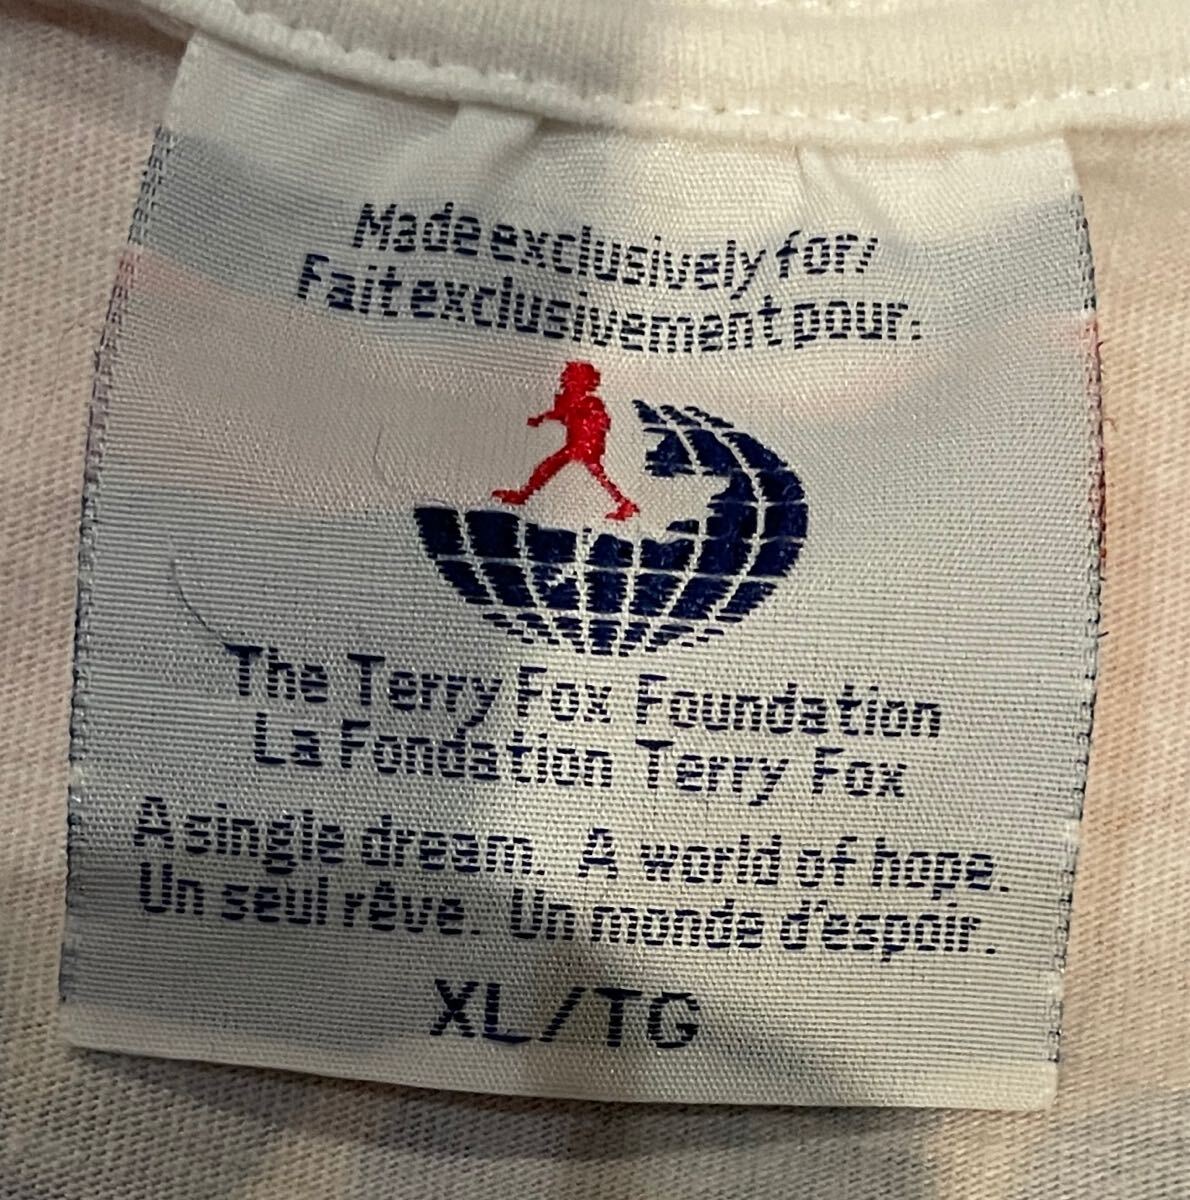 Made exclusively for/
Fait exclusivement pour:
The Terry Fox Foundation
La Fondation Terry Fox
A single dream. A world of hope.
Un seul rêve. Un monde d'espoir.
XL/TG